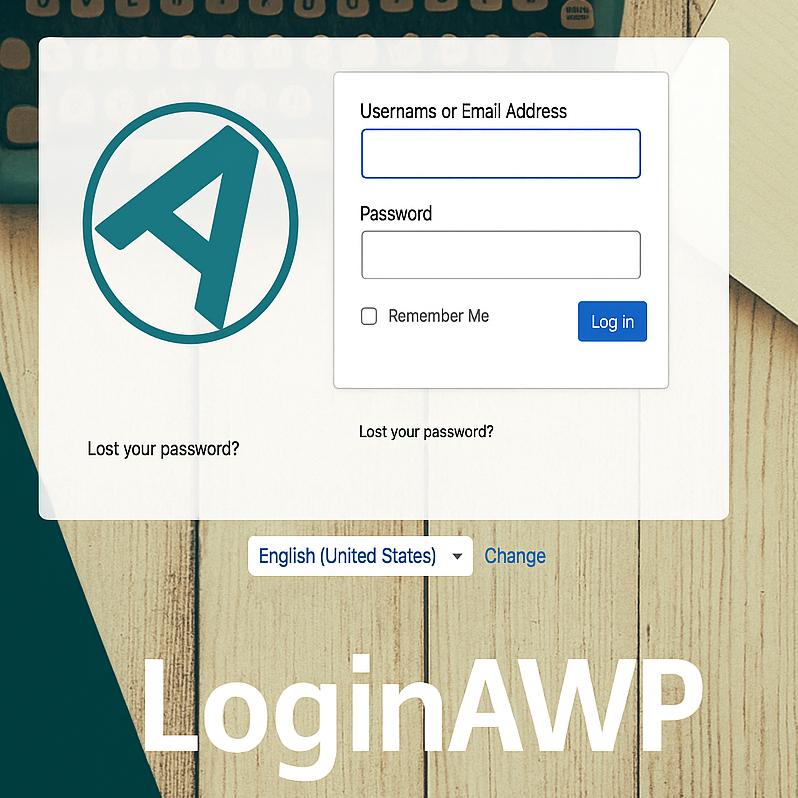 Usernams or Email Address
Password
Remember Me
Log in
Lost your password?
Lost your password?
English (United States)
Change
LoginAWP